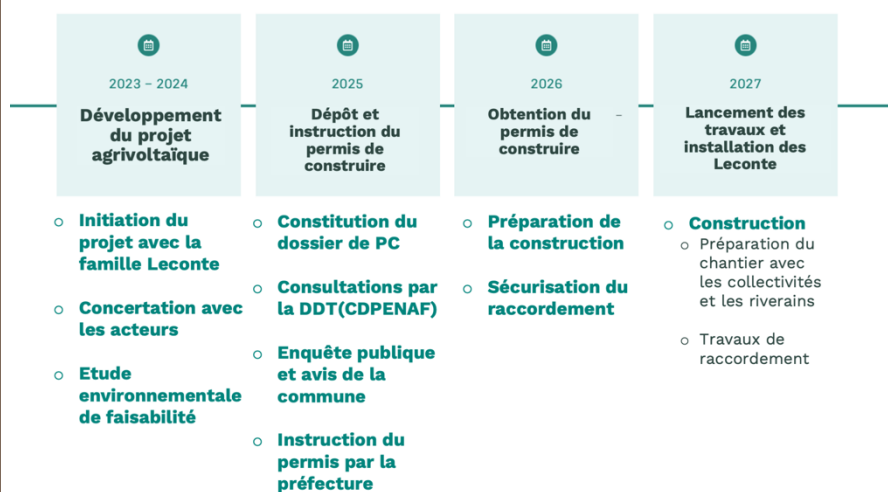 2023 – 2024
Développement
du projet
agrivoltaïque
o Initiation du
projet avec la
famille Leconte
o Concertation avec
les acteurs
o Etude
environnementale
de faisabilité
2025
Dépôt et
instruction du
permis de
construire
o Constitution du
dossier de PC
o Consultations par
la DDT(CDPENAF)
o Enquête publique
et avis de la
commune
o Instruction du
permis par la
préfecture
2026
Obtention du –
permis de
construire
o Préparation de
la construction
o Sécurisation du
raccordement
2027
Lancement des
travaux et
installation des
Leconte
o Construction
o Préparation du
chantier avec
les collectivités
et les riverains
o Travaux de
raccordement